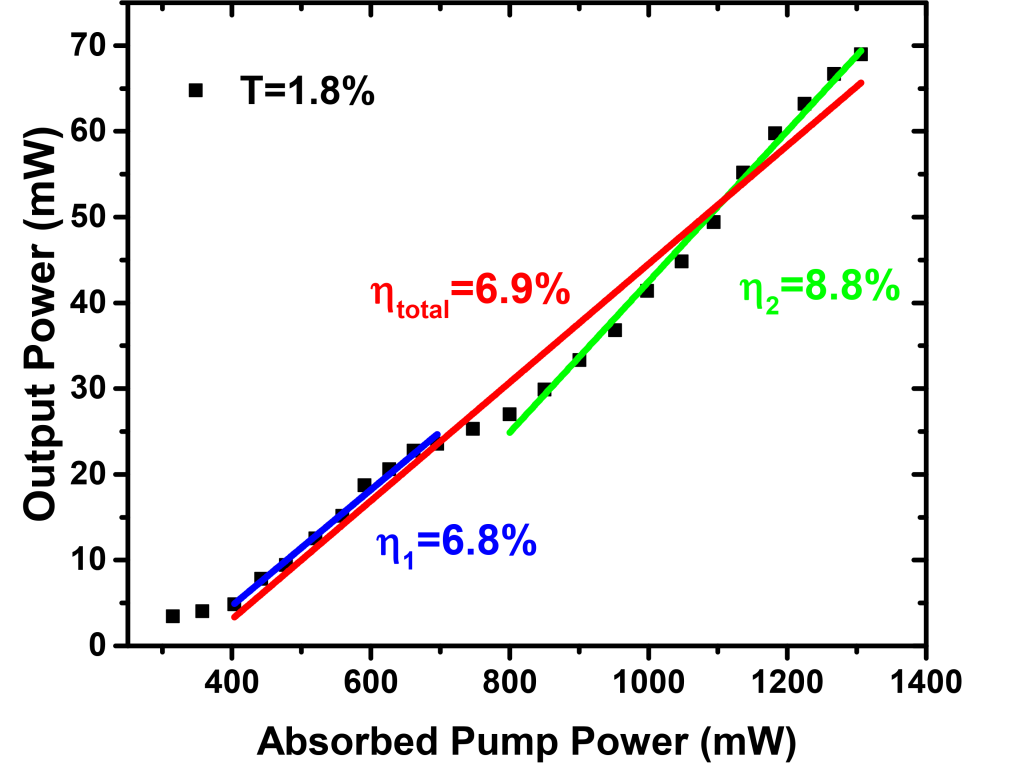 T=1.8%
70
60
50
40
30
20
10
0
Output Power (mW)
ηtotal=6.9%
η2=8.8%
η1=6.8%
400 600 800 1000 1200 1400
Absorbed Pump Power (mW)